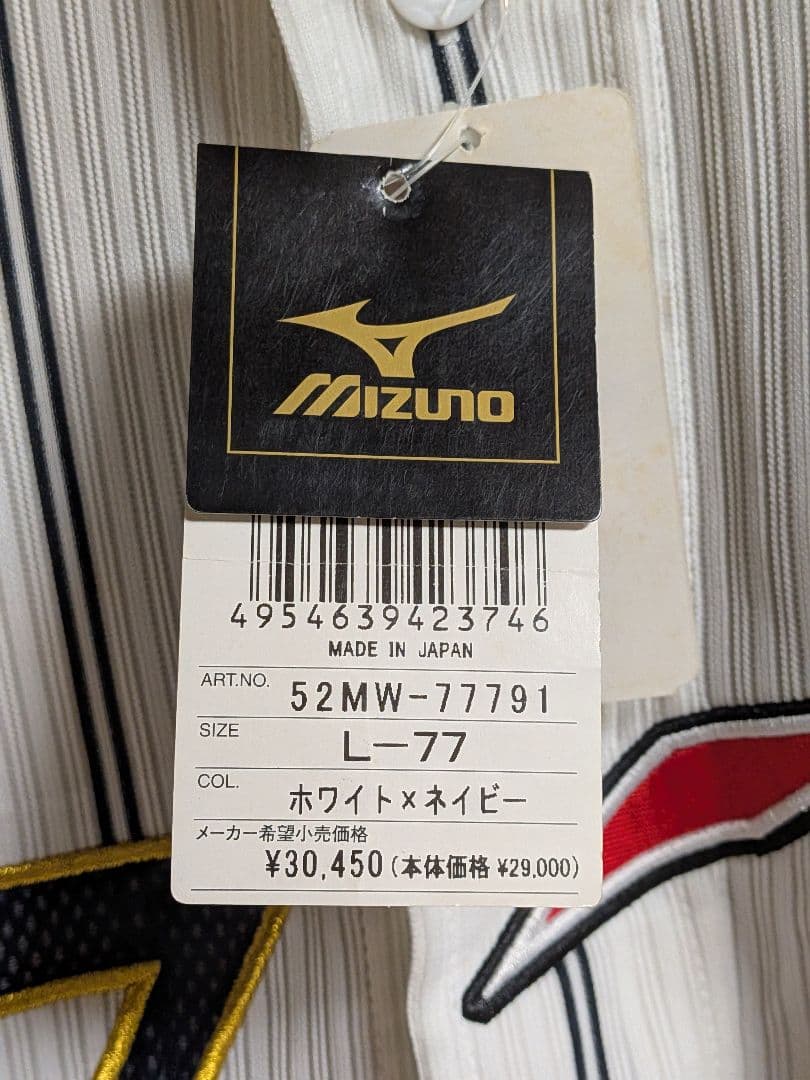 MIZUNO
4954639423746
MADE IN JAPAN
ART.NO. 52MW-77791
SIZE L-77
COL. ホワイト×ネイビー
メーカー希望小売価格
¥30,450(本体価格 ¥29,000)